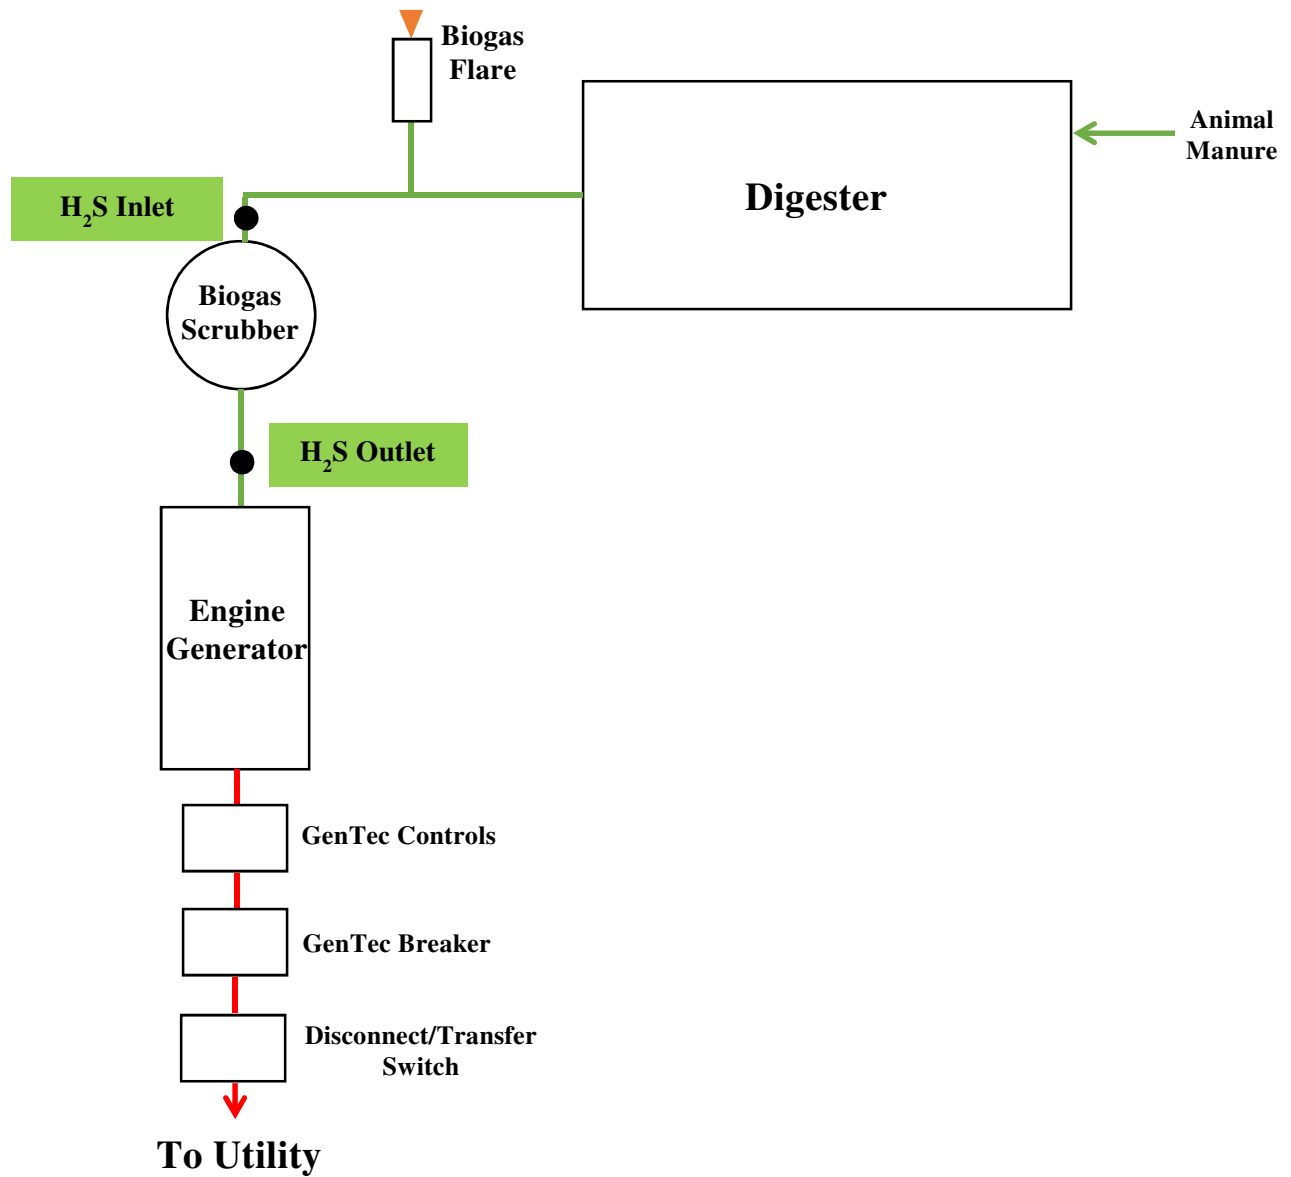 Biogas
Flare
Animal
Manure
Digester
H₂S Inlet
Biogas
Scrubber
H₂S Outlet
Engine
Generator
GenTec Controls
GenTec Breaker
Disconnect/Transfer
Switch
To Utility